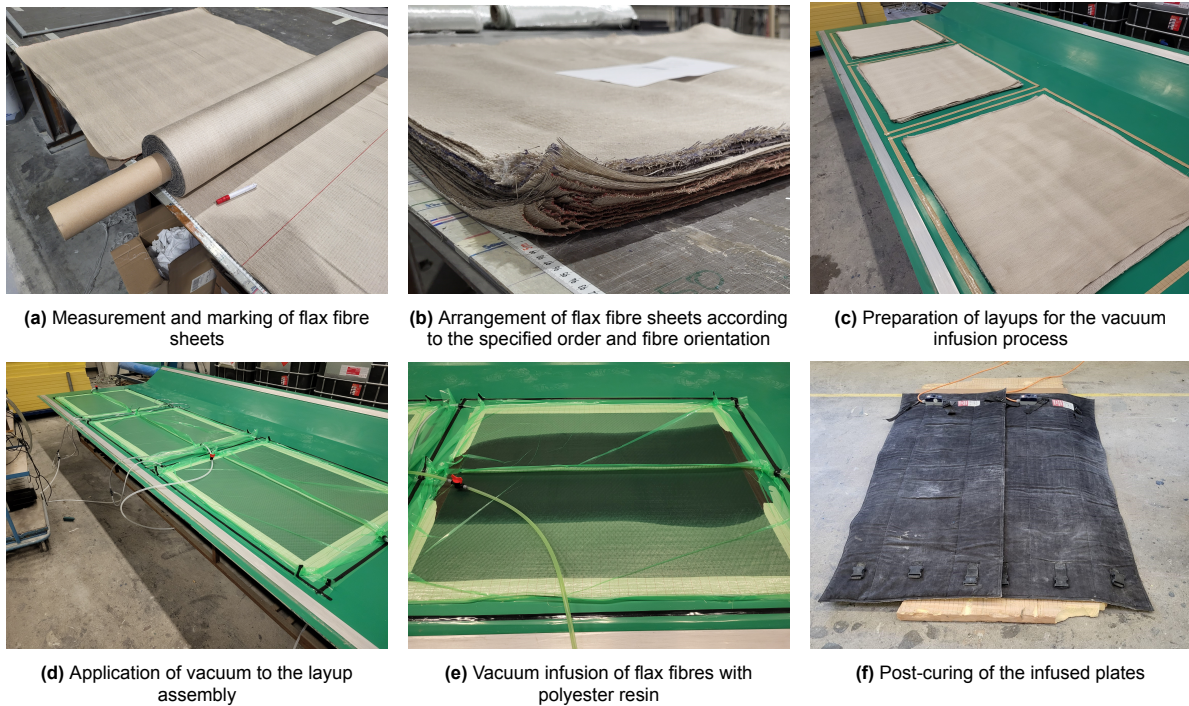 (a) Measurement and marking of flax fibre
sheets
(b) Arrangement of flax fibre sheets according
to the specified order and fibre orientation
(c) Preparation of layups for the vacuum
infusion process
(d) Application of vacuum to the layup
assembly
(e) Vacuum infusion of flax fibres with
polyester resin
(f) Post-curing of the infused plates